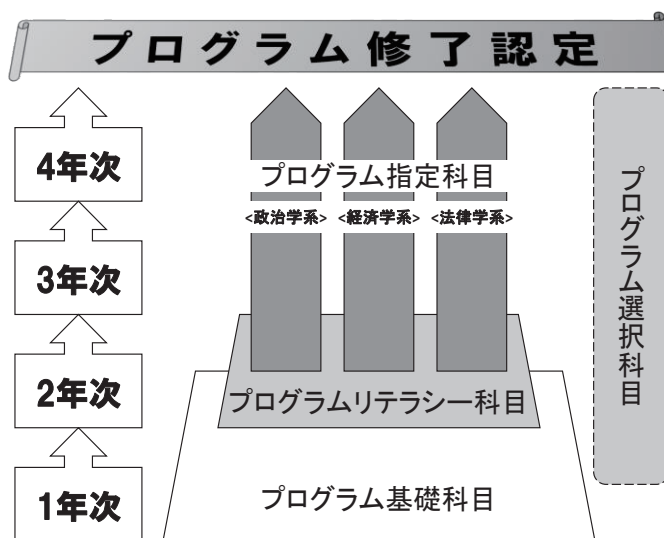 プログラム修了認定
4年次
プログラム指定科目
<政治学系> <経済学系> <法律学系>
3年次
2年次
プログラムリテラシー科目
1年次
プログラム基礎科目
プログラム選択科目